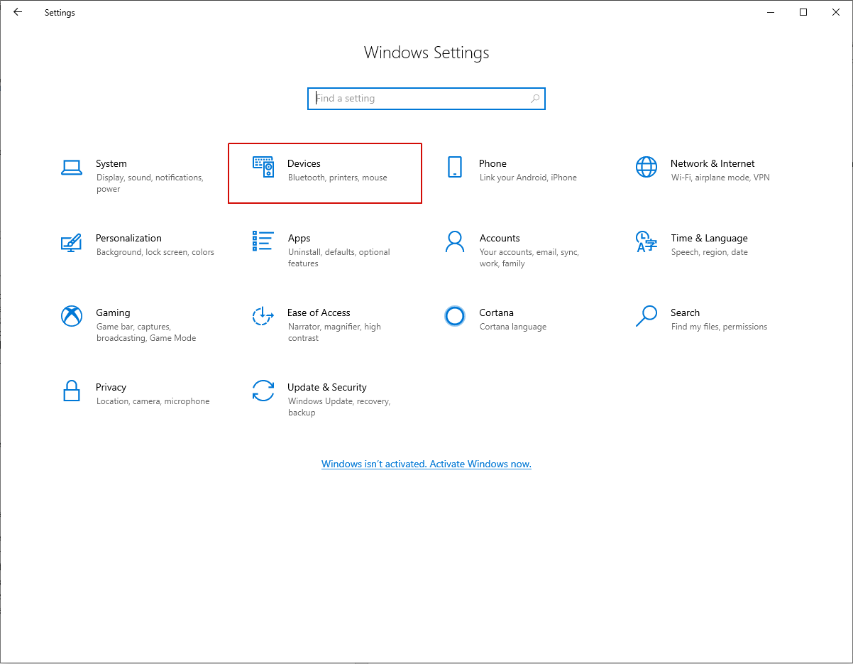 Settings
Windows Settings
Find a setting
System
Display, sound, notifications,
power
Devices
Bluetooth, printers, mouse
Phone
Link your Android, iPhone
Network & Internet
Wi-Fi, airplane mode, VPN
Personalization
Background, lock screen, colors
Apps
Uninstall, defaults, optional
features
Accounts
Your accounts, email, sync,
work, family
Time & Language
Speech, region, date
Gaming
Game bar, captures,
broadcasting, Game Mode
Ease of Access
Narrator, magnifier, high
contrast
Cortana
Cortana language
Search
Find my files, permissions
Privacy
Location, camera, microphone
Update & Security
Windows Update, recovery,
backup
Windows isn't activated. Activate Windows now.